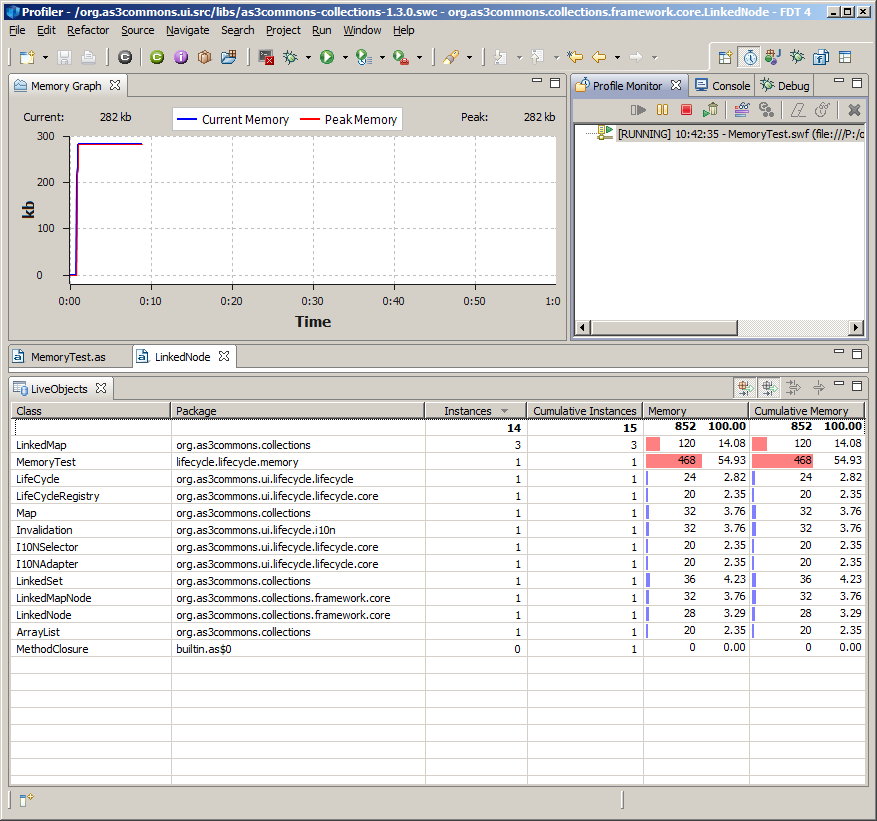 Profiler - /org.as3commons.ui.src/libs/as3commons-collections-1.3.0.swc - org.as3commons.collections.framework.core.LinkedNode - FDT 4
File Edit Refactor Source Navigate Search Project Run Window Help
Memory Graph
Profile Monitor Console Debug
Current: 282 kb Current Memory Peak Memory Peak: 282 kb
[RUNNING] 10:42:35 - MemoryTest.swf (file:///P:/
300
200
100
0
kb
0:00 0:10 0:20 0:30 0:40 0:50 1:0
Time
MemoryTest.as LinkedNode
LiveObjects
Class Package Instances Cumulative Instances Memory Cumulative Memory
14 15 852 100.00 852 100.00
LinkedMap org.as3commons.collections 3 3 120 14.08 120 14.08
MemoryTest lifecycle.lifecycle.memory 1 1 468 54.93 468 54.93
LifeCycle org.as3commons.ui.lifecycle.lifecycle 1 1 24 2.82 24 2.82
LifeCycleRegistry org.as3commons.ui.lifecycle.lifecycle.core 1 1 20 2.35 20 2.35
Map org.as3commons.collections 1 1 32 3.76 32 3.76
Invalidation org.as3commons.ui.lifecycle.i10n 1 1 32 3.76 32 3.76
I10NSelector org.as3commons.ui.lifecycle.lifecycle.core 1 1 20 2.35 20 2.35
I10NAdapter org.as3commons.ui.lifecycle.lifecycle.core 1 1 20 2.35 20 2.35
LinkedSet org.as3commons.collections 1 1 36 4.23 36 4.23
LinkedMapNode org.as3commons.collections.framework.core 1 1 32 3.76 32 3.76
LinkedNode org.as3commons.collections.framework.core 1 1 28 3.29 28 3.29
ArrayList org.as3commons.collections 1 1 20 2.35 20 2.35
MethodClosure builtin.as$0 0 1 0 0.00 0 0.00